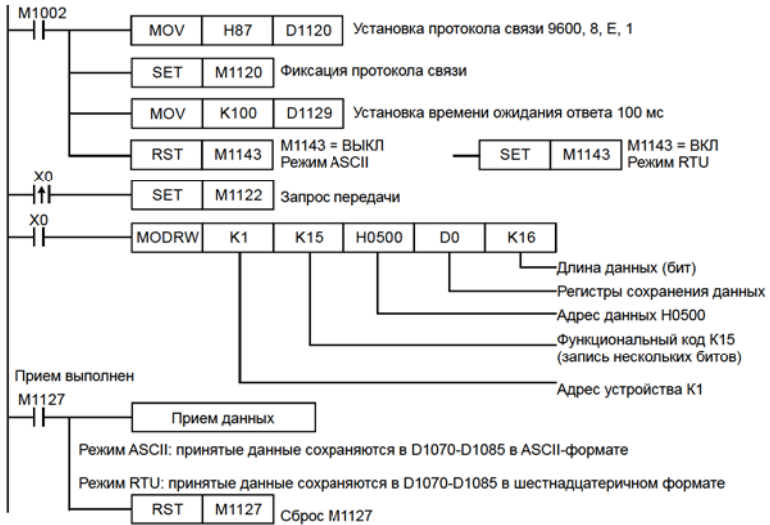 M1002
MOV H87 D1120 Установка протокола связи 9600, 8, E, 1
SET M1120 Фиксация протокола связи
MOV K100 D1129 Установка времени ожидания ответа 100 мс
RST M1143 M1143 = ВЫКЛ
Режим ASCII
SET M1143 M1143 = ВКЛ
Режим RTU
X0
SET M1122 Запрос передачи
X0
MODRW K1 K15 H0500 D0 K16
Длина данных (бит)
Регистры сохранения данных
Адрес данных H0500
Функциональный код K15
(запись нескольких битов)
Адрес устройства K1
Прием выполнен
M1127
Прием данных
Режим ASCII: принятые данные сохраняются в D1070-D1085 в ASCII-формате
Режим RTU: принятые данные сохраняются в D1070-D1085 в шестнадцатеричном формате
RST M1127 Сброс M1127